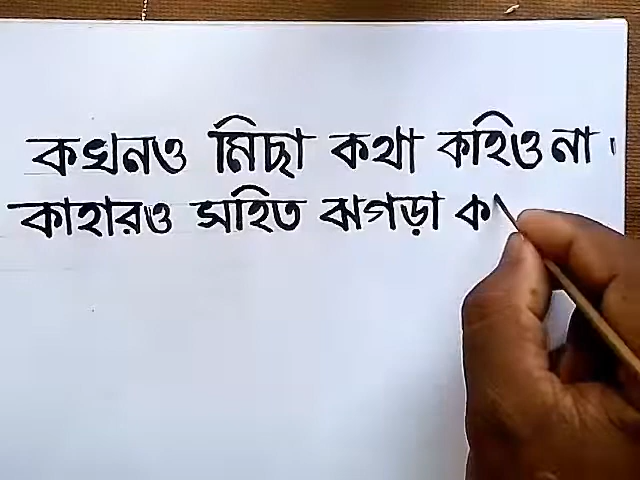 কখনও মিছা কথা কহিও না।
কাহারও সহিত ঝগড়া ক